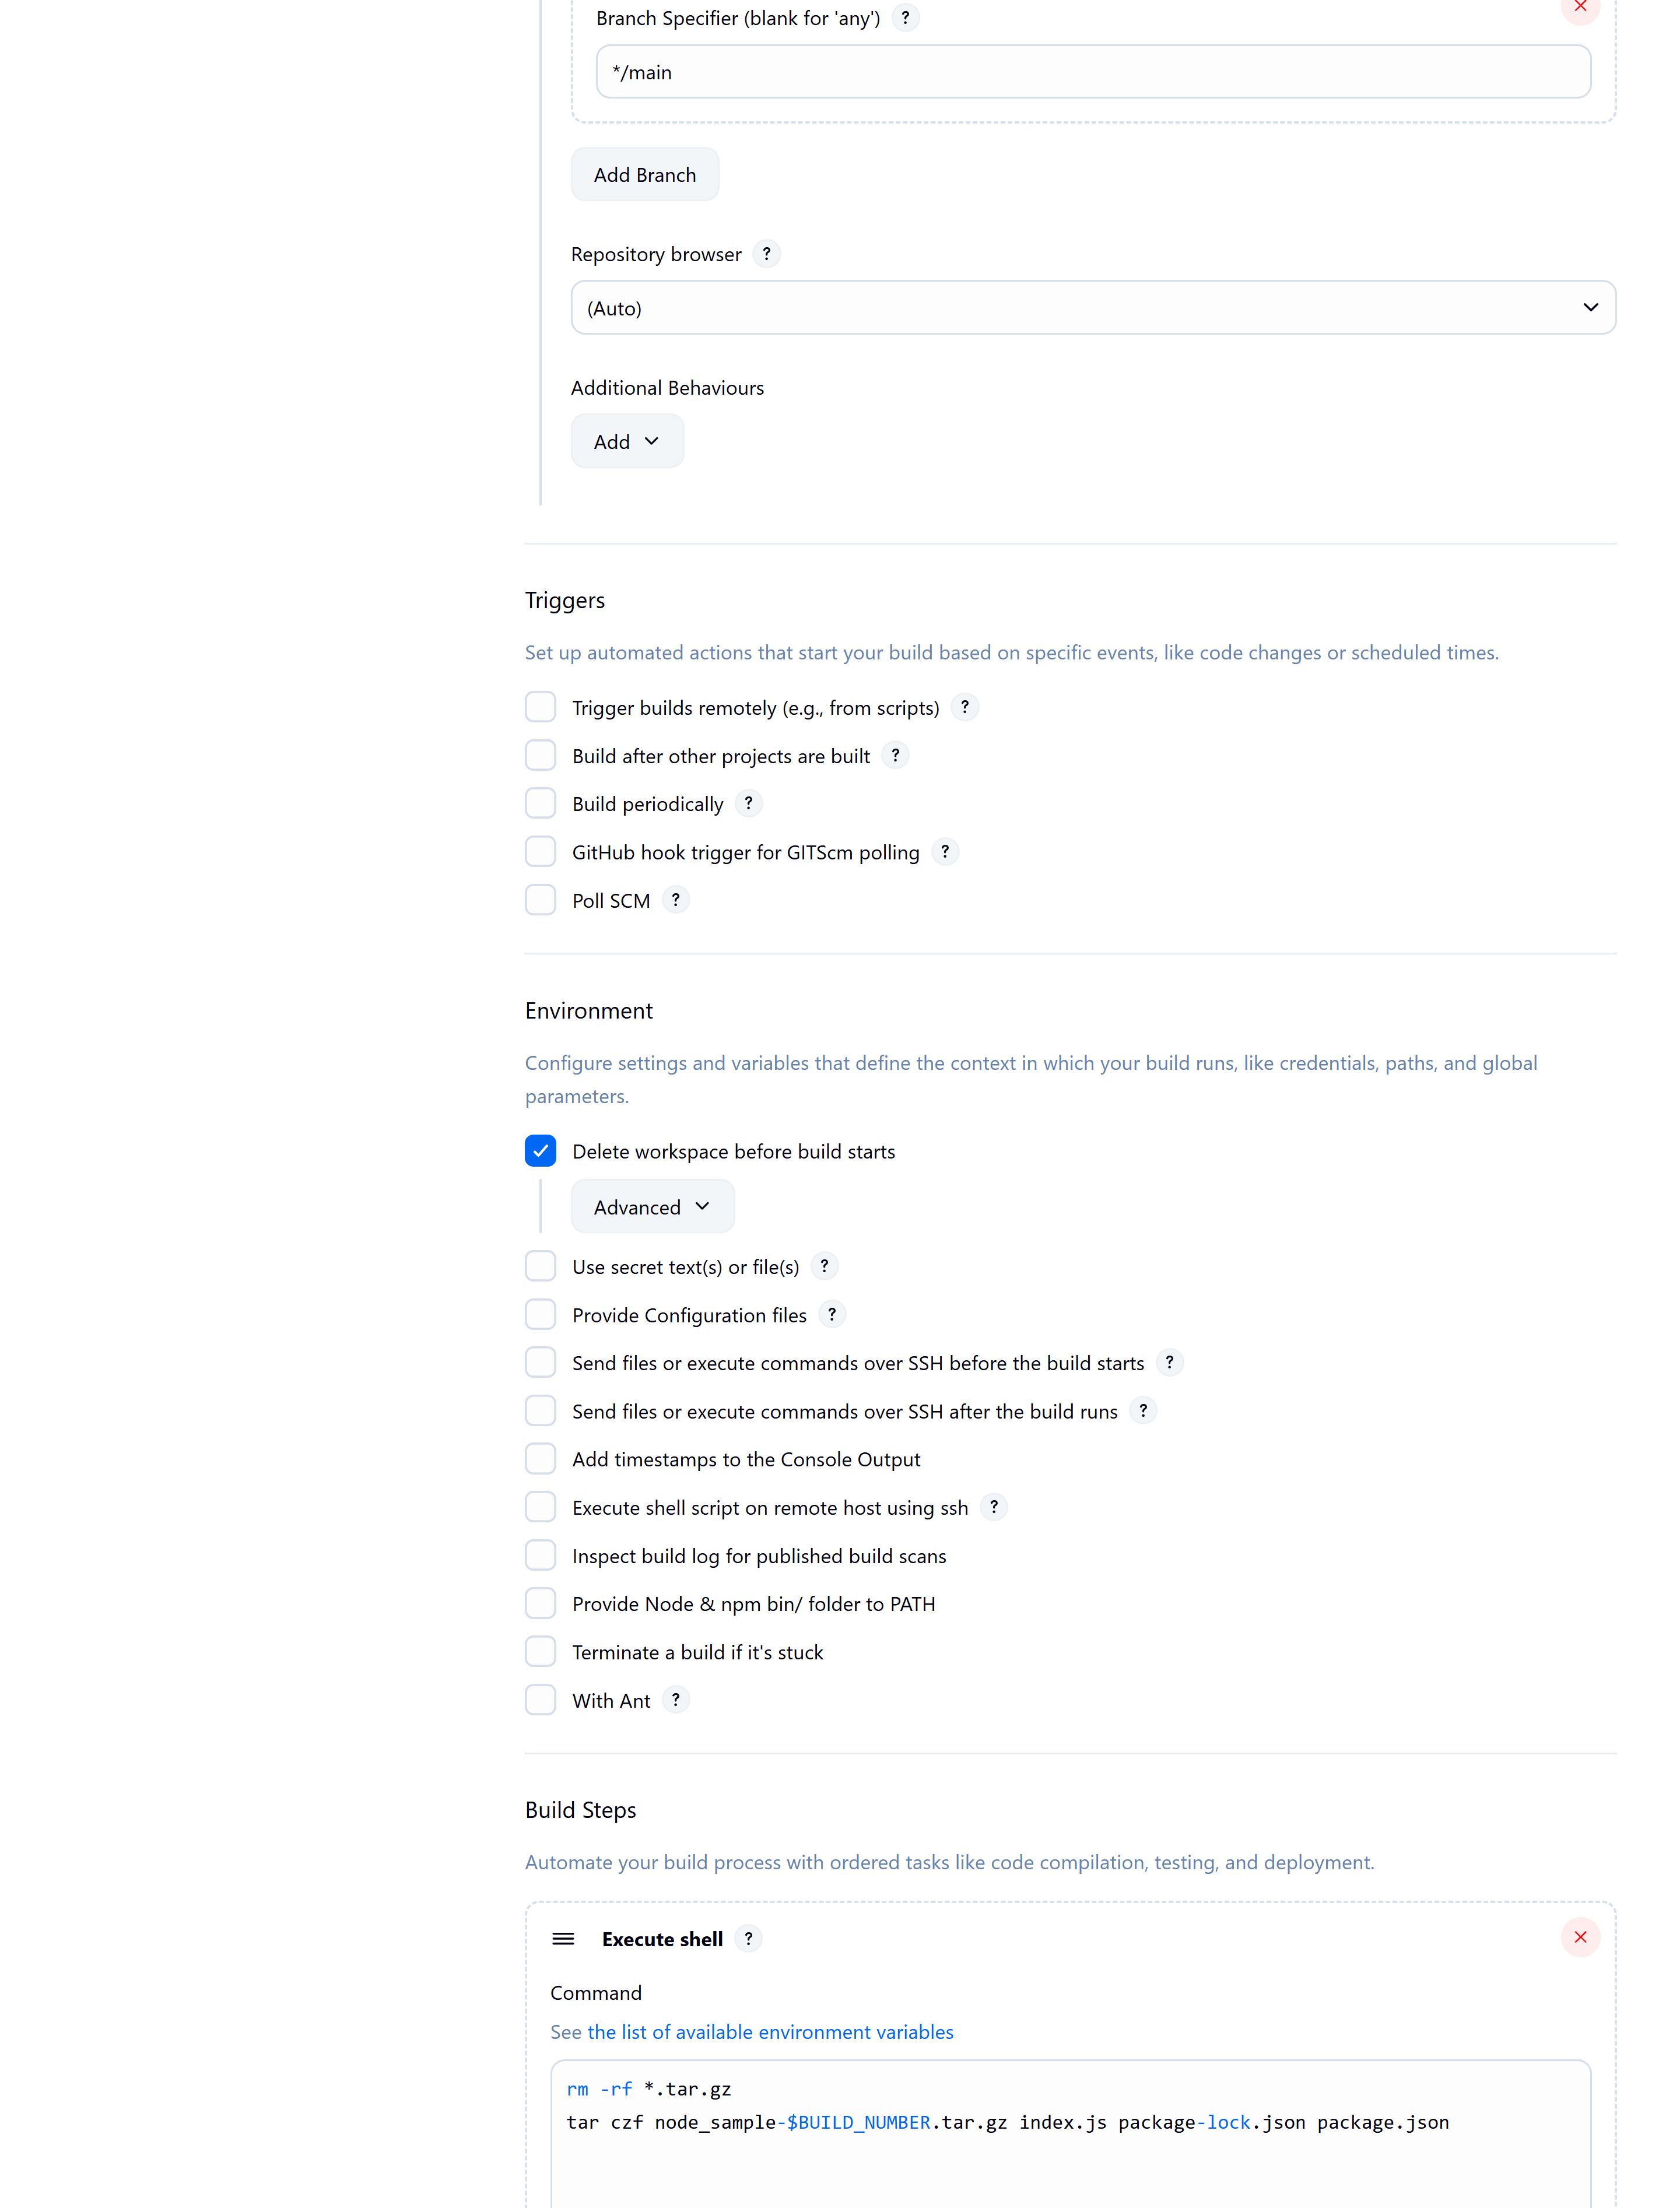 Branch Specifier (blank for 'any') ?
*/main
Add Branch
Repository browser ?
(Auto)
Additional Behaviours
Add
Triggers
Set up automated actions that start your build based on specific events, like code changes or scheduled times.
Trigger builds remotely (e.g., from scripts) ?
Build after other projects are built ?
Build periodically ?
GitHub hook trigger for GITScm polling ?
Poll SCM ?
Environment
Configure settings and variables that define the context in which your build runs, like credentials, paths, and global
parameters.
Delete workspace before build starts
Advanced
Use secret text(s) or file(s) ?
Provide Configuration files ?
Send files or execute commands over SSH before the build starts ?
Send files or execute commands over SSH after the build runs ?
Add timestamps to the Console Output
Execute shell script on remote host using ssh ?
Inspect build log for published build scans
Provide Node & npm bin/ folder to PATH
Terminate a build if it's stuck
With Ant ?
Build Steps
Automate your build process with ordered tasks like code compilation, testing, and deployment.
Execute shell ?
Command
See the list of available environment variables
rm -rf *.tar.gz
tar czf node_sample-$BUILD_NUMBER.tar.gz index.js package-lock.json package.json